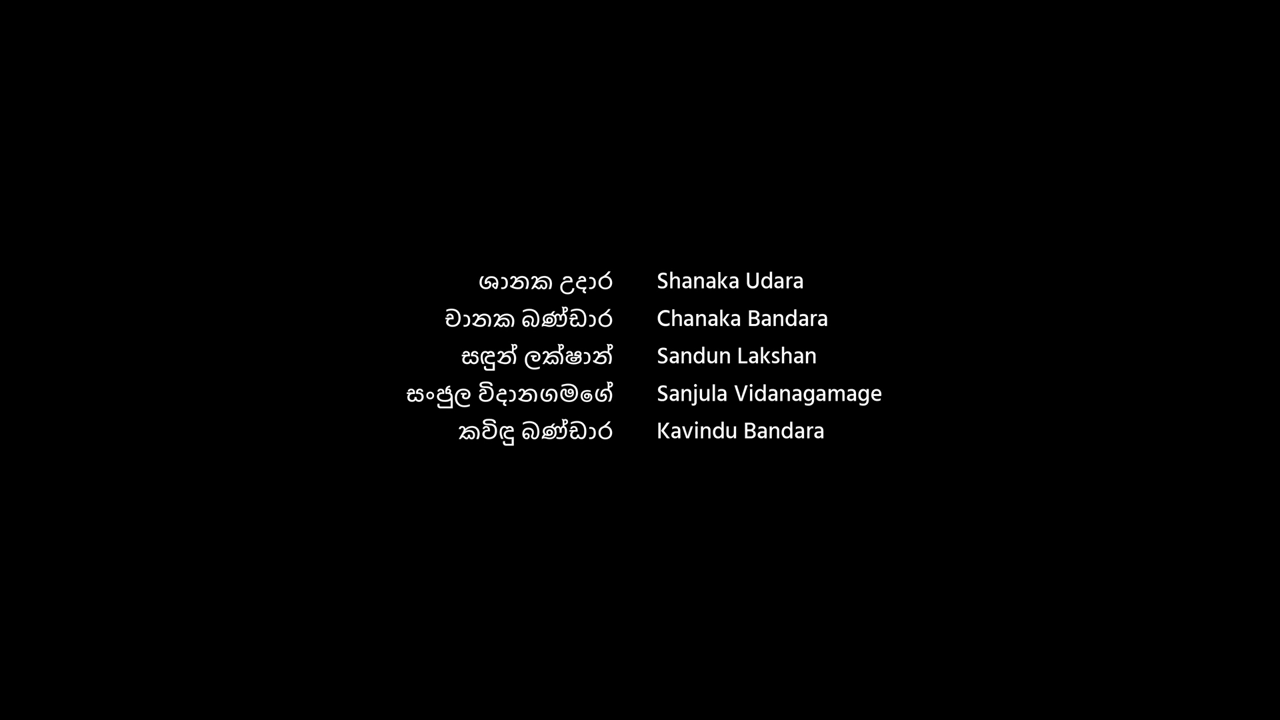 ශානක උදාර Shanaka Udara
චානක බණ්ඩාර Chanaka Bandara
සඳුන් ලක්ෂාන් Sandun Lakshan
සංජුල විදානගමගේ Sanjula Vidanagamage
කවිඳු බණ්ඩාර Kavindu Bandara